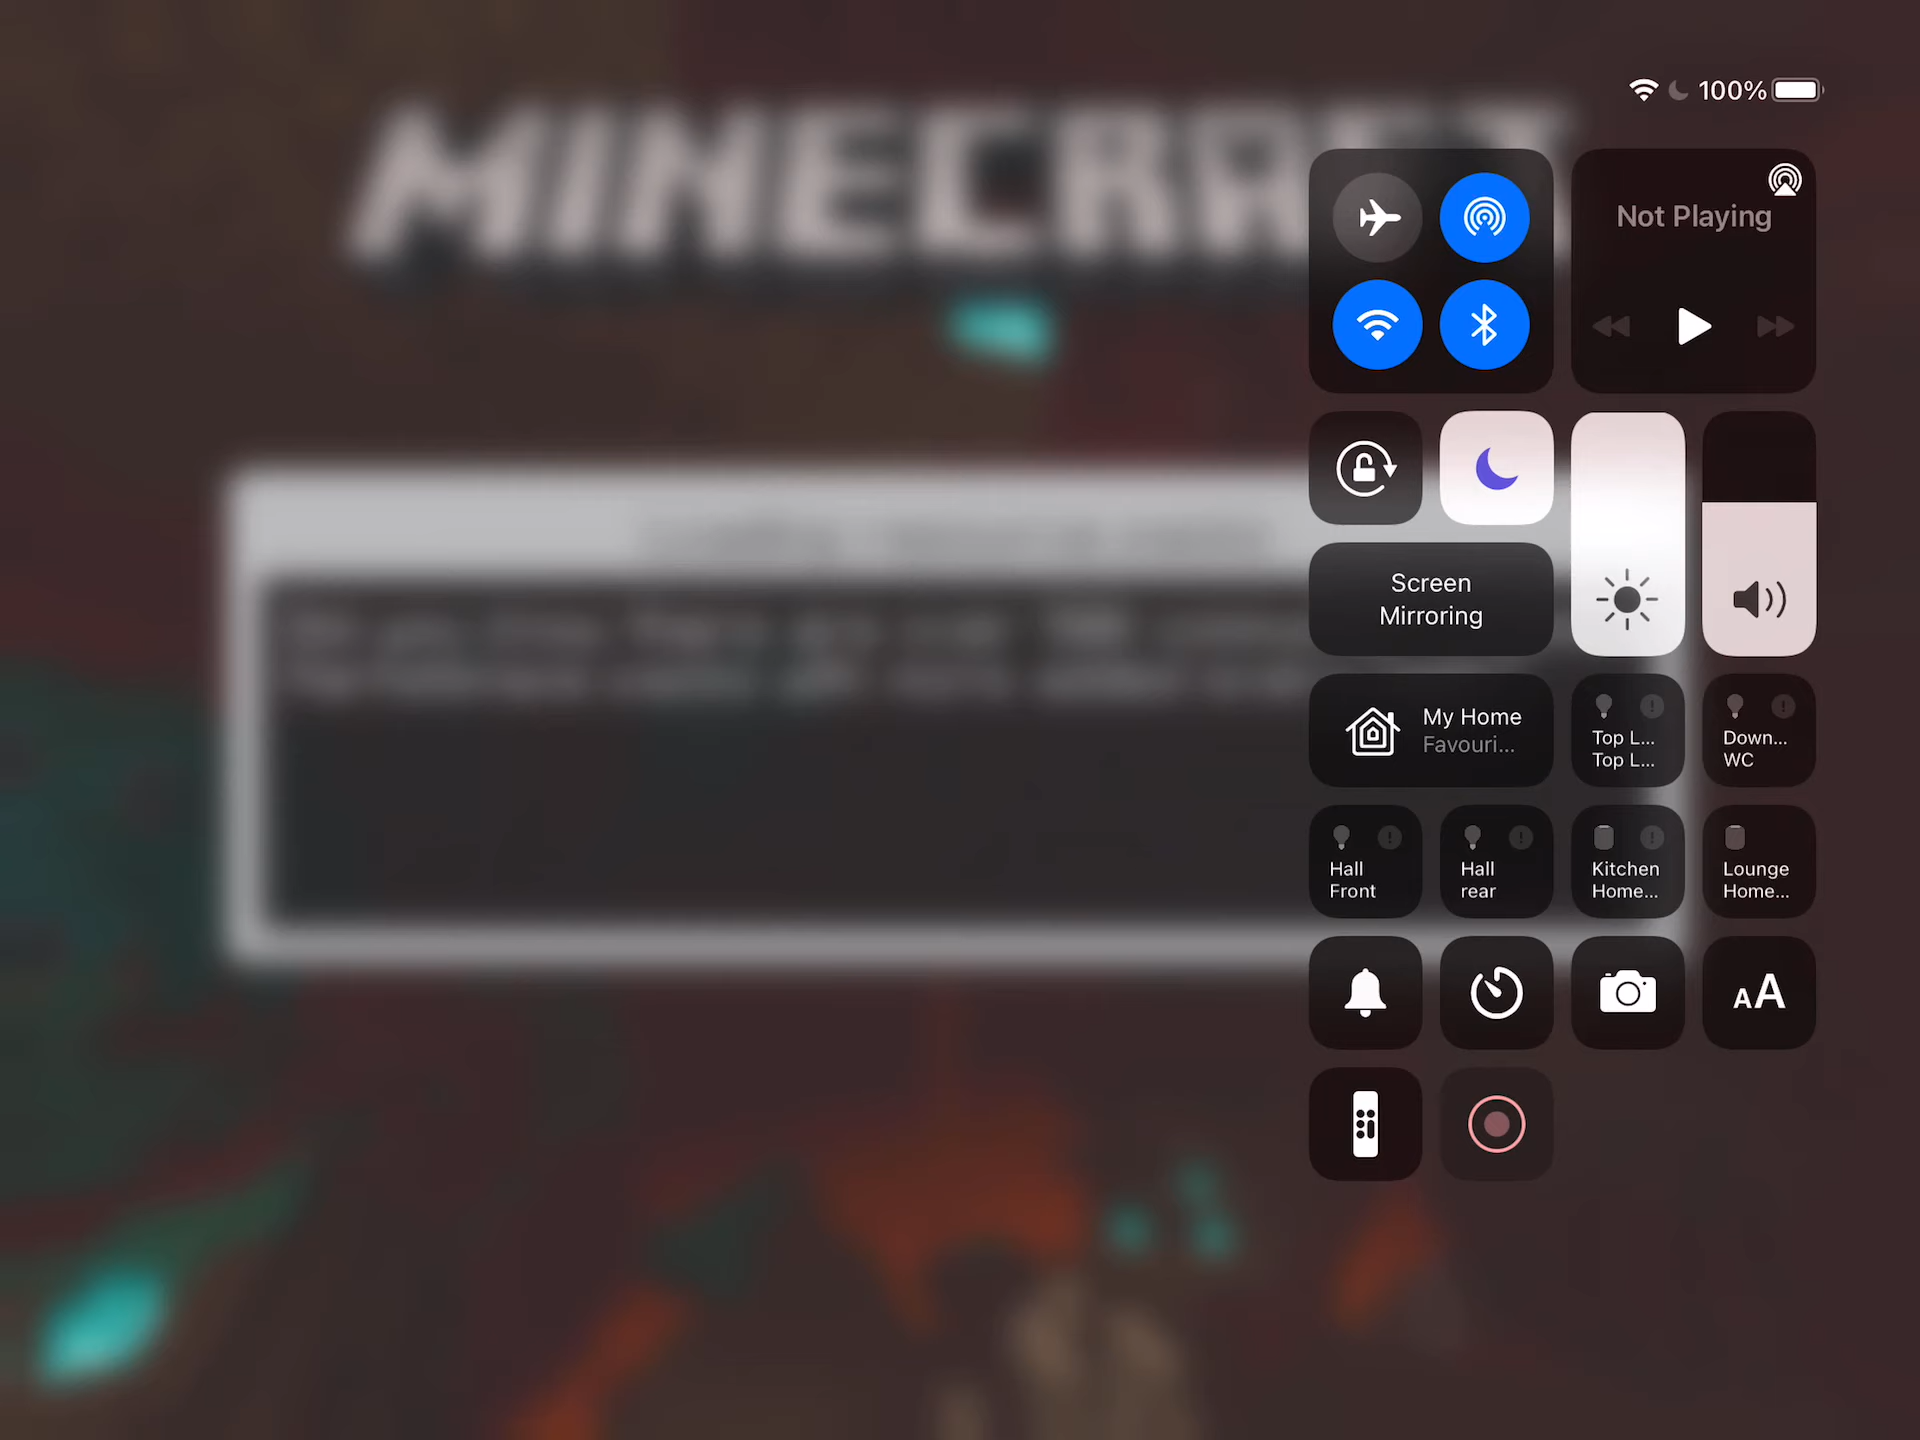 100%
MINECRAFT
Not Playing
Screen
Mirroring
My Home
Favouri...
Top L...
Top L...
Down...
WC
Hall
Front
Hall
rear
Kitchen
Home...
Lounge
Home...
AA